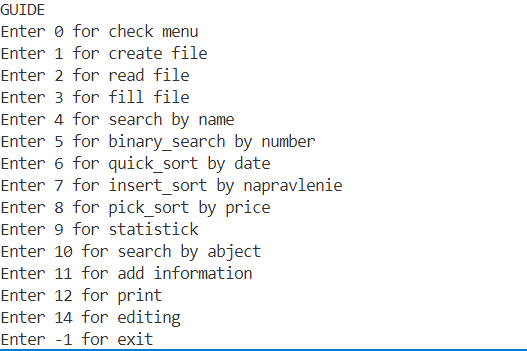 GUIDE
Enter 0 for check menu
Enter 1 for create file
Enter 2 for read file
Enter 3 for fill file
Enter 4 for search by name
Enter 5 for binary_search by number
Enter 6 for quick_sort by date
Enter 7 for insert_sort by napravlenie
Enter 8 for pick_sort by price
Enter 9 for statistick
Enter 10 for search by abject
Enter 11 for add information
Enter 12 for print
Enter 14 for editing
Enter -1 for exit